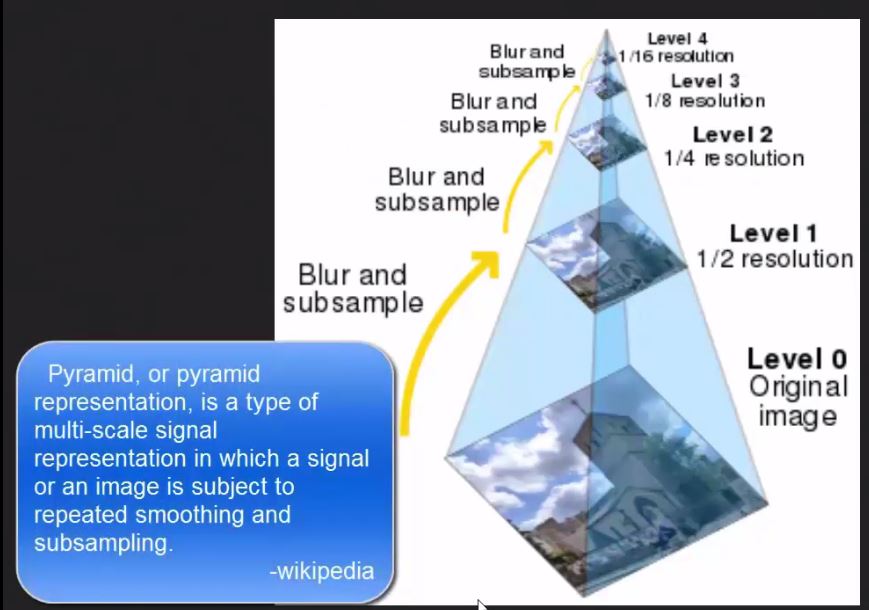 Level 4
1/16 resolution
Blur and
subsample
Level 3
1/8 resolution
Blur and
subsample
Level 2
1/4 resolution
Blur and
subsample
Level 1
1/2 resolution
Blur and
subsample
Level 0
Original
image
Pyramid, or pyramid
representation, is a type of
multi-scale signal
representation in which a signal
or an image is subject to
repeated smoothing and
subsampling.
-wikipedia